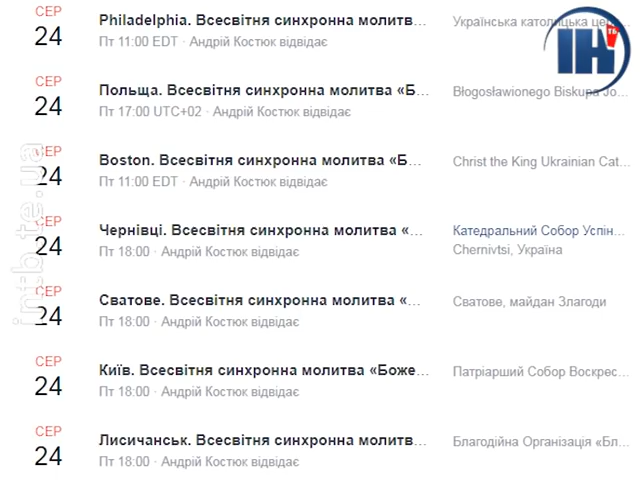 СЕР
24
Philadelphia. Всесвітня синхронна молитв...
Пт 11:00 EDT · Андрій Костюк відвідає
Українська католицька це
СЕР
24
Польща. Всесвітня синхронна молитва «Б...
Пт 17:00 UTC+02 · Андрій Костюк відвідає
Błogosławionego Biskupa Jo...
СЕР
24
Boston. Всесвітня синхронна молитва «Б...
Пт 11:00 EDT · Андрій Костюк відвідає
Christ the King Ukrainian Cat...
СЕР
24
Чернівці. Всесвітня синхронна молитва «...
Пт 18:00 · Андрій Костюк відвідає
Катедральний Собор Успін...
Chernivtsi, Україна
СЕР
24
Сватове. Всесвітня синхронна молитва «...
Пт 18:00 · Андрій Костюк відвідає
Сватове, майдан Злагоди
СЕР
24
Київ. Всесвітня синхронна молитва «Боже...
Пт 18:00 · Андрій Костюк відвідає
Патріарший Собор Воскрес...
СЕР
24
Лисичанськ. Всесвітня синхронна молитв...
Пт 18:00 · Андрій Костюк відвідає
Благодійна Організація «Бл...
ІН!
ТБ
intb.te.ua